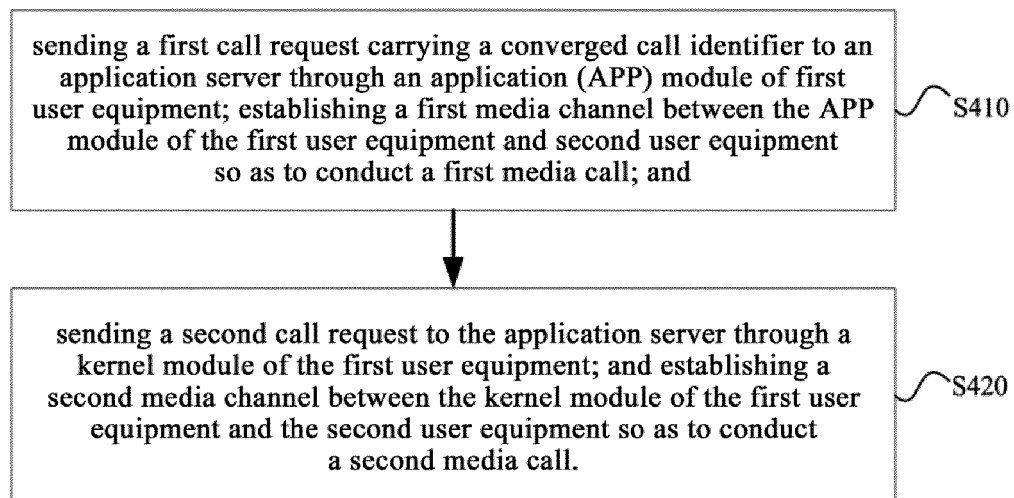 sending a first call request carrying a converged call identifier to an
application server through an application (APP) module of first
user equipment; establishing a first media channel between the APP
module of the first user equipment and second user equipment
so as to conduct a first media call; and
S410
sending a second call request to the application server through a
kernel module of the first user equipment; and establishing a
second media channel between the kernel module of the first user
equipment and the second user equipment so as to conduct
a second media call.
S420